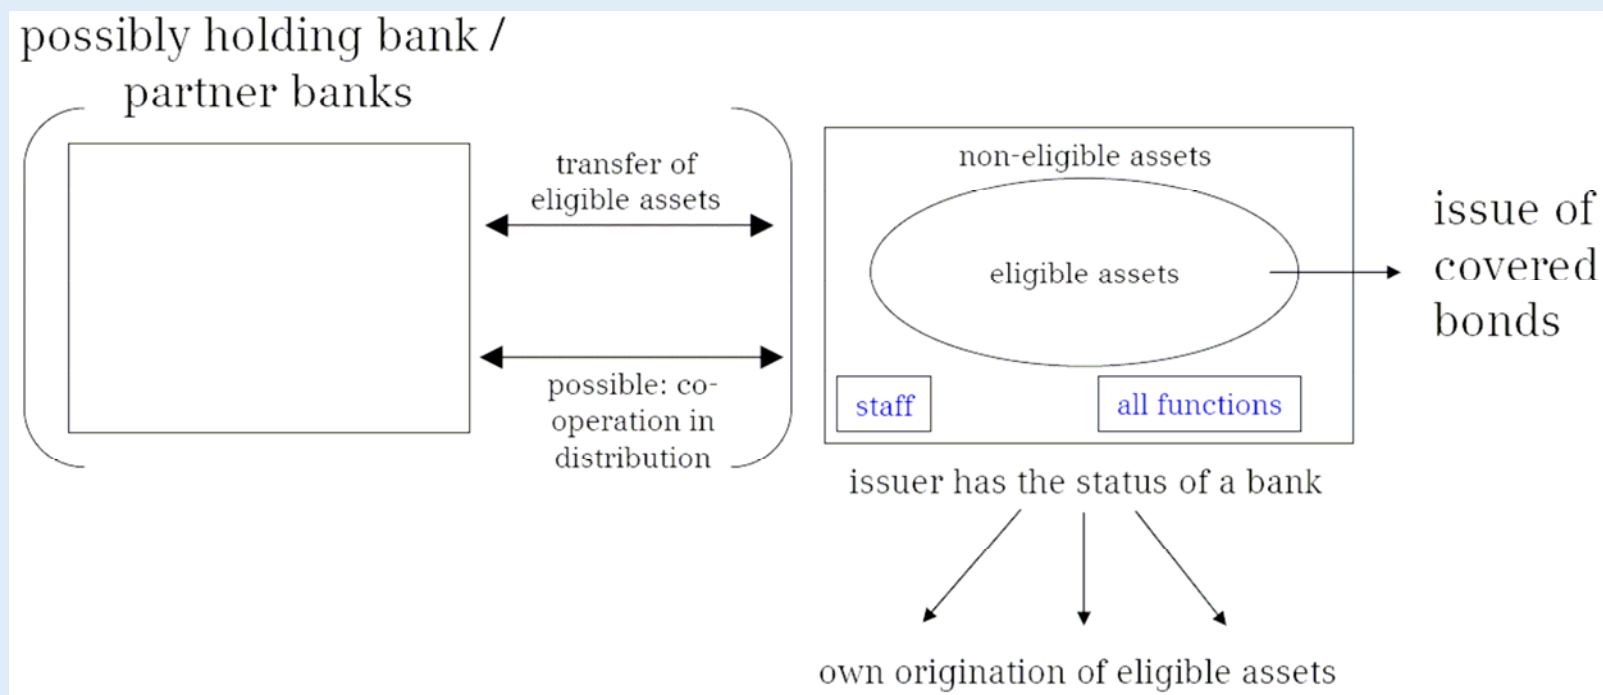 possibly holding bank /
partner banks
transfer of
eligible assets
possible: co-
operation in
distribution
non-eligible assets
eligible assets
staff
all functions
issue of
covered
bonds
issuer has the status of a bank
own origination of eligible assets